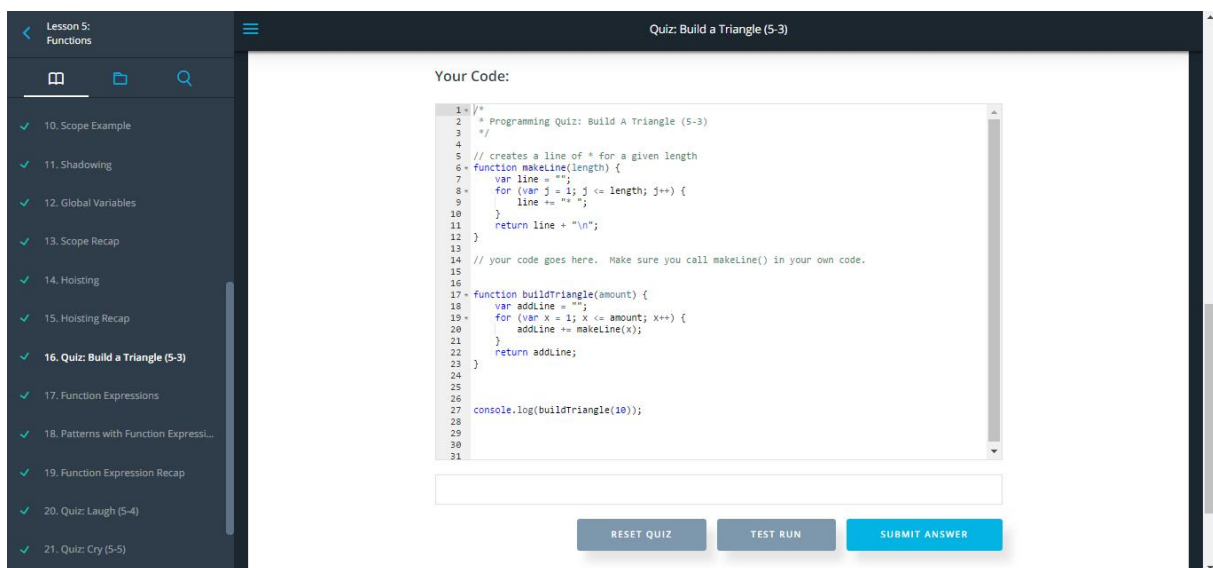 Lesson 5:
Functions
Quiz: Build a Triangle (5-3)
10. Scope Example
11. Shadowing
12. Global Variables
13. Scope Recap
14. Hoisting
15. Hoisting Recap
16. Quiz: Build a Triangle (5-3)
17. Function Expressions
18. Patterns with Function Expressi...
19. Function Expression Recap
20. Quiz: Laugh (5-4)
21. Quiz: Cry (5-5)
Your Code:
1 /*
2  * Programming Quiz: Build A Triangle (5-3)
3  */
4
5 // creates a line of * for a given length
6 function makeLine(length) {
7     var line = "";
8     for (var j = 1; j <= length; j++) {
9         line += "* ";
10     }
11     return line + "\n";
12 }
13
14 // your code goes here.  Make sure you call makeLine() in your own code.
15
16
17 function buildTriangle(amount) {
18     var addLine = "";
19     for (var x = 1; x <= amount; x++) {
20         addLine += makeLine(x);
21     }
22     return addLine;
23 }
24
25
26
27 console.log(buildTriangle(10));
28
29
30
31
RESET QUIZ
TEST RUN
SUBMIT ANSWER